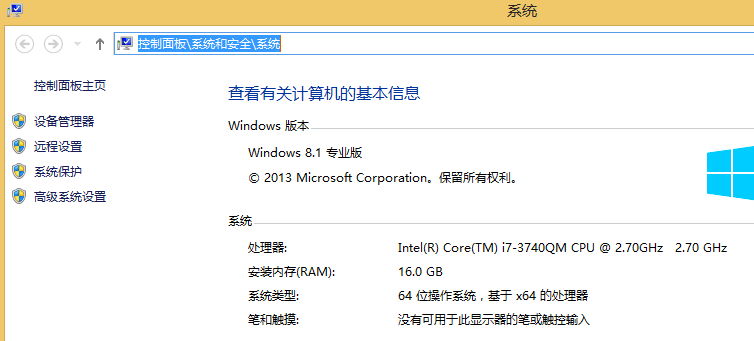 系统
控制面板\系统和安全\系统
控制面板主页
设备管理器
远程设置
系统保护
高级系统设置
查看有关计算机的基本信息
Windows 版本
Windows 8.1 专业版
© 2013 Microsoft Corporation。保留所有权利。
系统
处理器: Intel(R) Core(TM) i7-3740QM CPU @ 2.70GHz 2.70 GHz
安装内存(RAM): 16.0 GB
系统类型: 64 位操作系统，基于 x64 的处理器
笔和触摸: 没有可用于此显示器的笔或触控输入